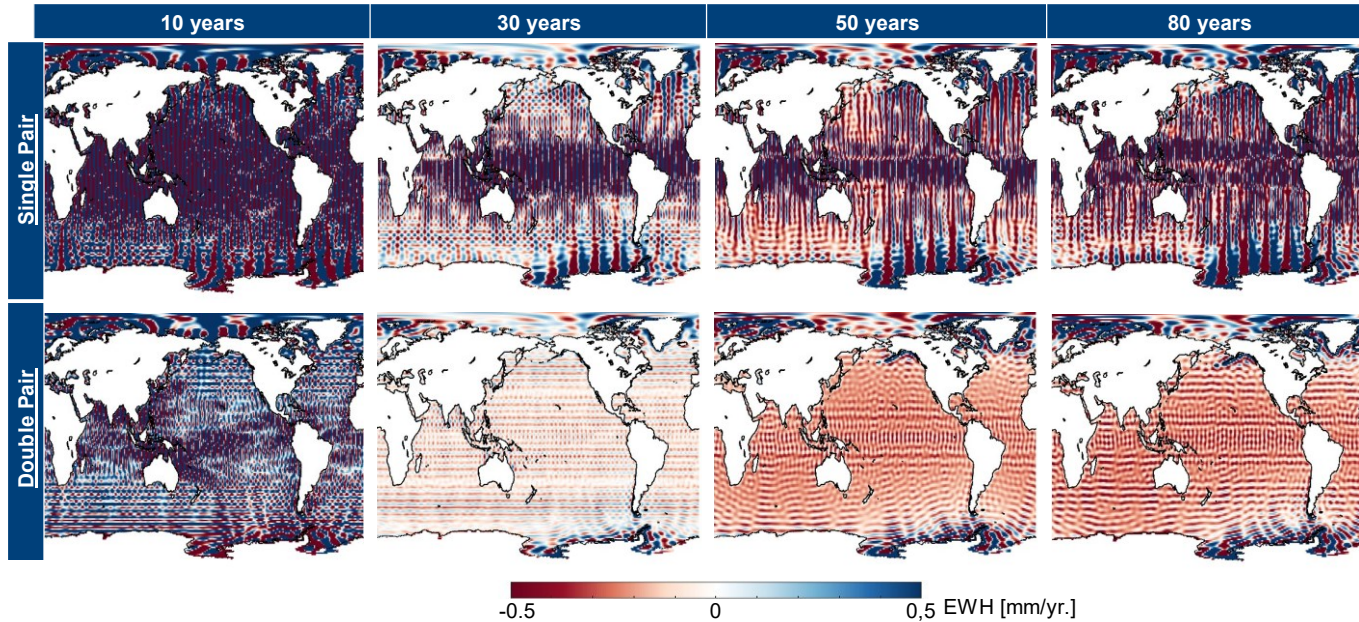 10 years
30 years
50 years
80 years
Single Pair
Double Pair
-0.5
0
0,5
EWH [mm/yr.]